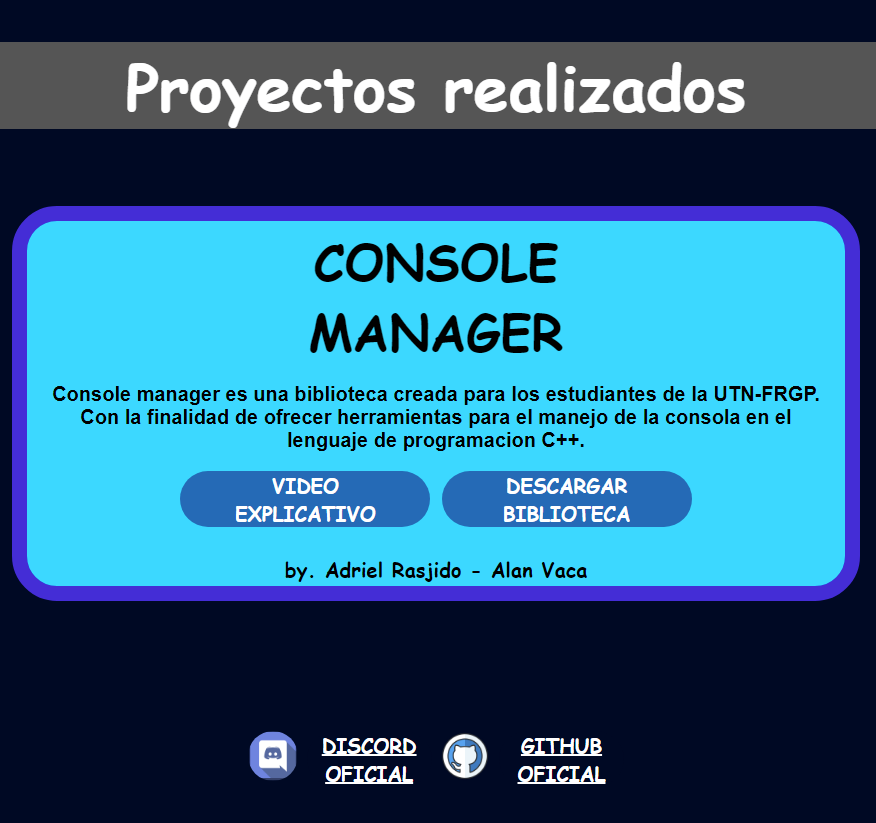 Proyectos realizados
CONSOLE
MANAGER
Console manager es una biblioteca creada para los estudiantes de la UTN-FRGP.
Con la finalidad de ofrecer herramientas para el manejo de la consola en el
lenguaje de programacion C++.
VIDEO
EXPLICATIVO
DESCARGAR
BIBLIOTECA
by. Adriel Rasjido - Alan Vaca
DISCORD
OFICIAL
GITHUB
OFICIAL